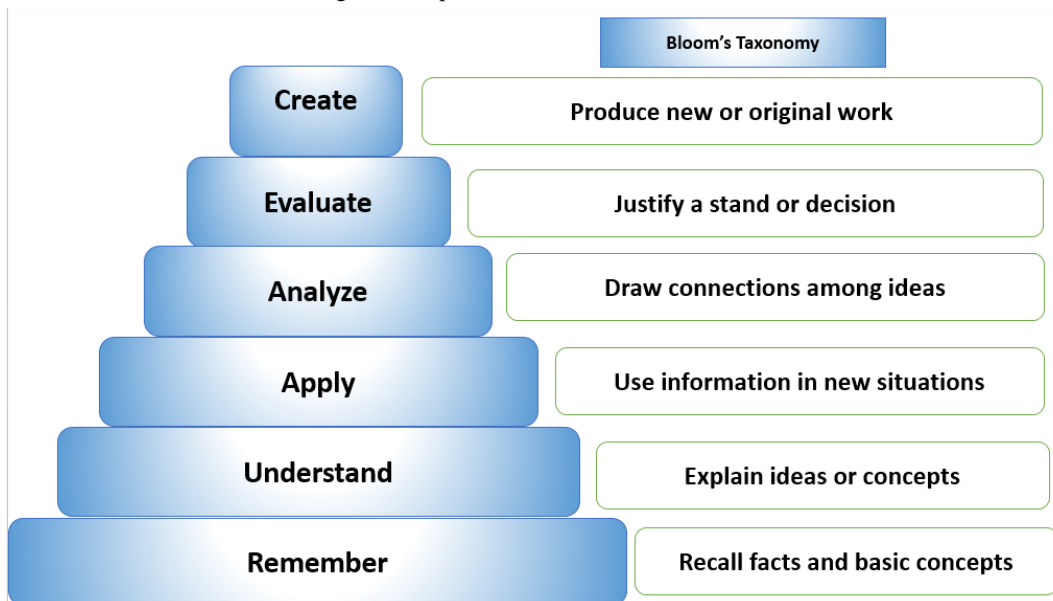 Bloom's Taxonomy
Create
Produce new or original work
Evaluate
Justify a stand or decision
Analyze
Draw connections among ideas
Apply
Use information in new situations
Understand
Explain ideas or concepts
Remember
Recall facts and basic concepts